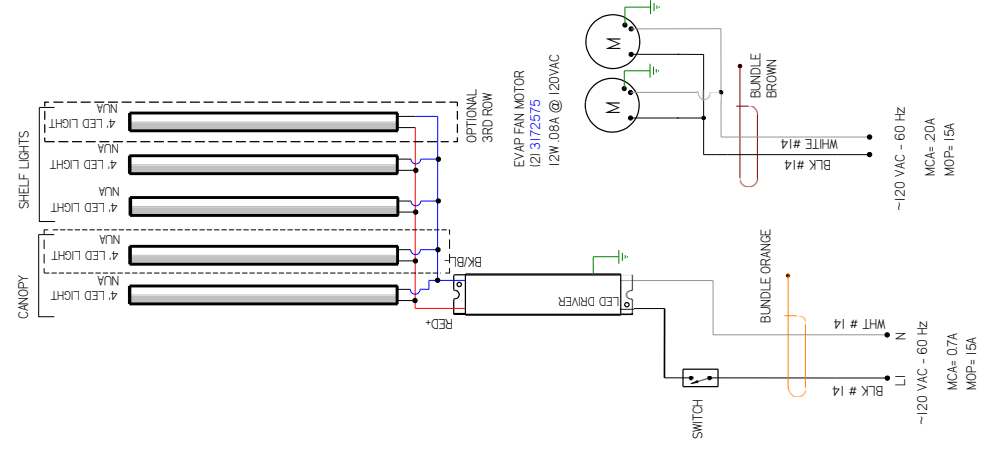 SHELF LIGHTS
CANOPY
NUA
4' LED LIGHT
NUA
4' LED LIGHT
NUA
4' LED LIGHT
NUA
4' LED LIGHT
NUA
4' LED LIGHT
OPTIONAL
3RD ROW
BK/BL-
RED+
LED DRIVER
SWITCH
EVAP FAN MOTOR
(2) 3172575
12W .08A @ 120VAC
M
M
BUNDLE
BROWN
WHITE #14
BLK #14
~120 VAC - 60 Hz
MCA= .20A
MOP= 15A
BUNDLE ORANGE
WHT # 14
BLK # 14
N
L1
~120 VAC - 60 Hz
MCA= 0.7A
MOP= 15A